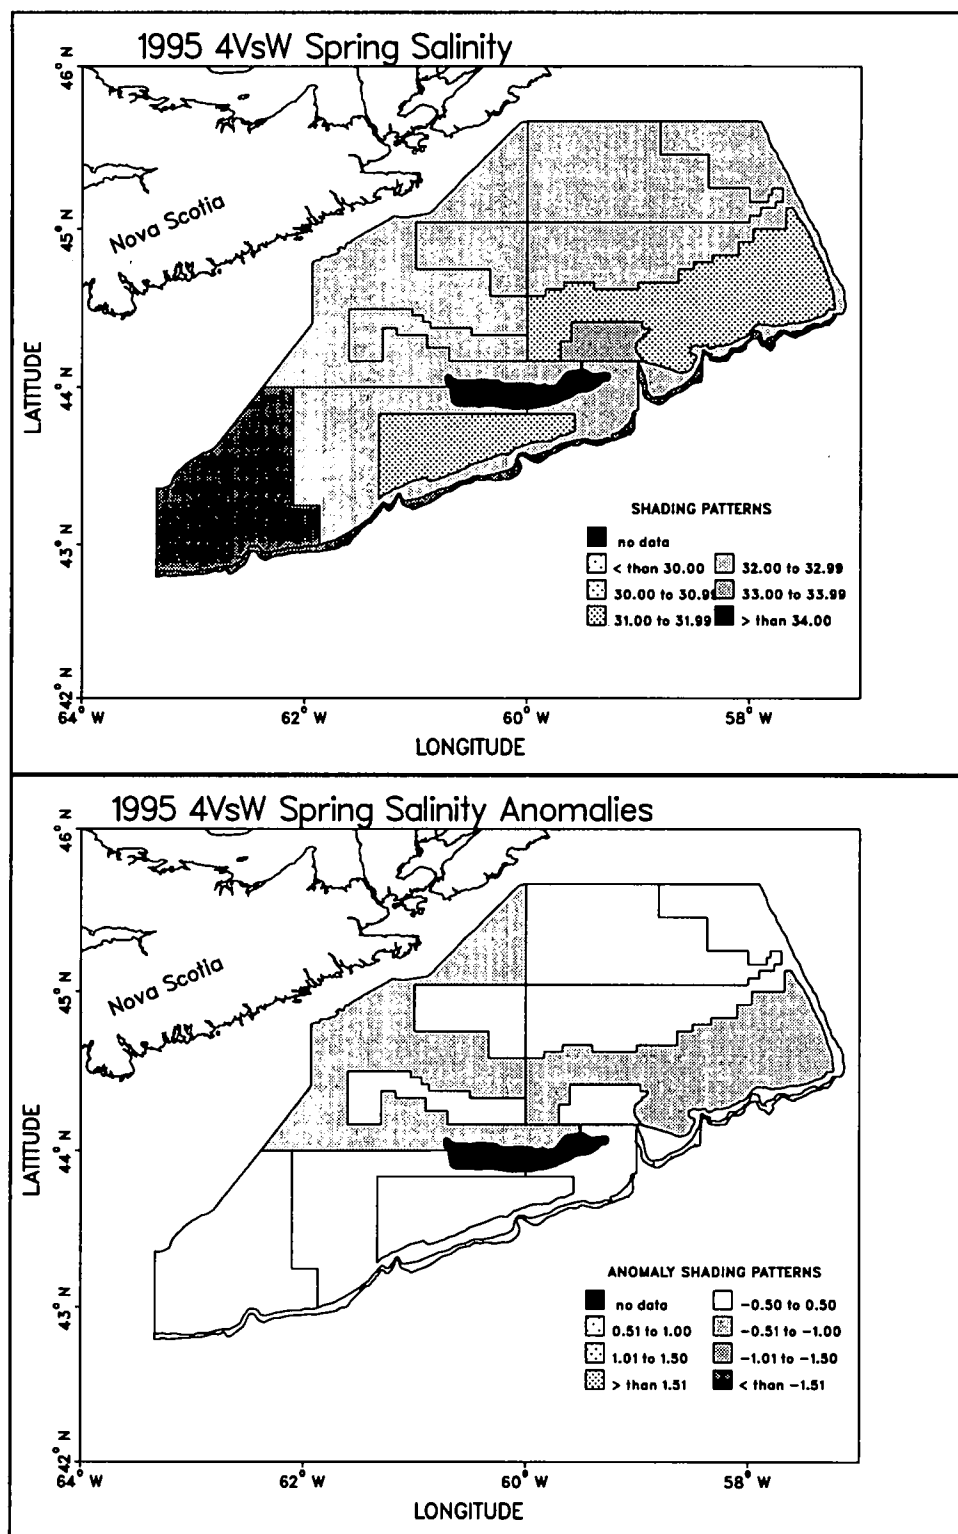 1995 4VsW Spring Salinity
46° N
45° N
44° N
43° N
42° N
LATITUDE
Nova Scotia
SHADING PATTERNS
no data
< than 30.00
32.00 to 32.99
30.00 to 30.99
33.00 to 33.99
31.00 to 31.99
> than 34.00
64° W
62° W
60° W
58° W
LONGITUDE
1995 4VsW Spring Salinity Anomalies
46° N
45° N
44° N
43° N
42° N
LATITUDE
Nova Scotia
ANOMALY SHADING PATTERNS
no data
-0.50 to 0.50
0.51 to 1.00
-0.51 to -1.00
1.01 to 1.50
-1.01 to -1.50
> than 1.51
< than -1.51
64° W
62° W
60° W
58° W
LONGITUDE